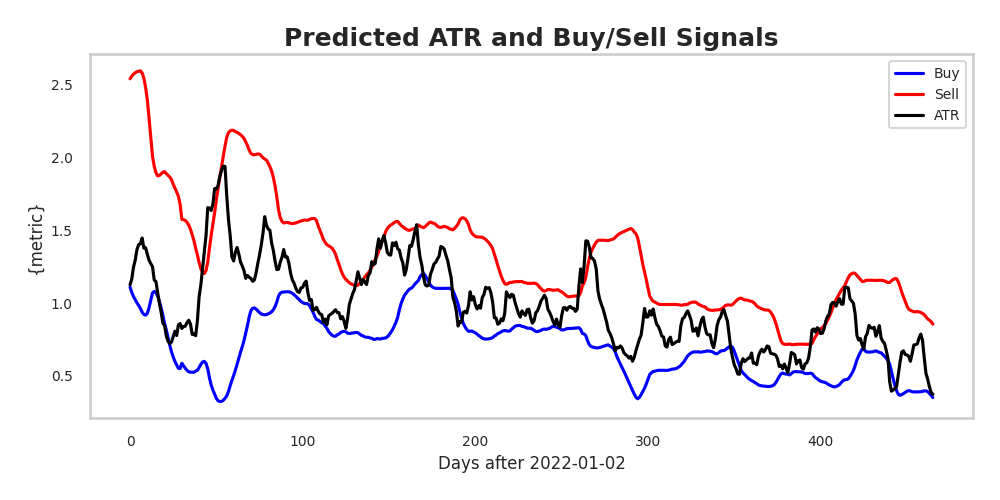 Predicted ATR and Buy/Sell Signals
Buy
Sell
ATR
{metric}
2.5
2.0
1.5
1.0
0.5
0 100 200 300 400
Days after 2022-01-02